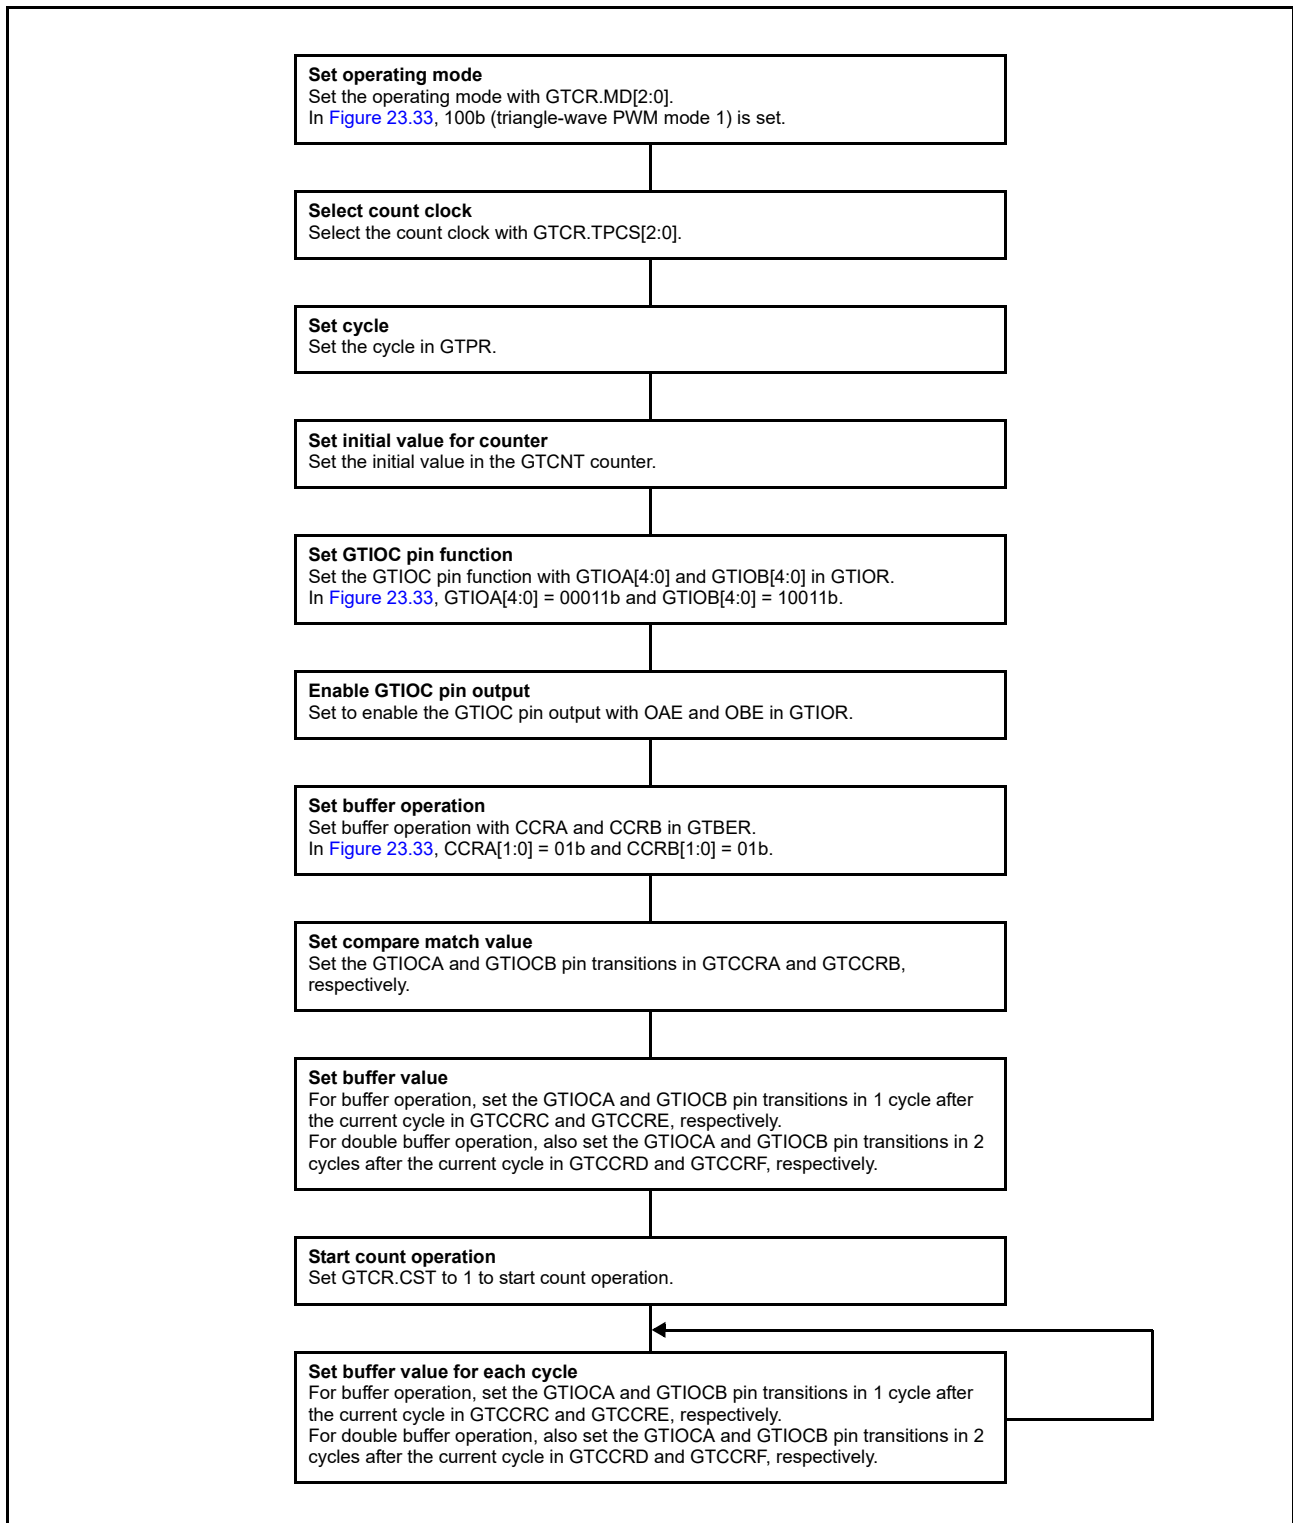 Set operating mode
Set the operating mode with GTCR.MD[2:0].
In Figure 23.33, 100b (triangle-wave PWM mode 1) is set.
Select count clock
Select the count clock with GTCR.TPCS[2:0].
Set cycle
Set the cycle in GTPR.
Set initial value for counter
Set the initial value in the GTCNT counter.
Set GTIOC pin function
Set the GTIOC pin function with GTIOA[4:0] and GTIOB[4:0] in GTIOR.
In Figure 23.33, GTIOA[4:0] = 00011b and GTIOB[4:0] = 10011b.
Enable GTIOC pin output
Set to enable the GTIOC pin output with OAE and OBE in GTIOR.
Set buffer operation
Set buffer operation with CCRA and CCRB in GTBER.
In Figure 23.33, CCRA[1:0] = 01b and CCRB[1:0] = 01b.
Set compare match value
Set the GTIOCA and GTIOCB pin transitions in GTCCRA and GTCCRB,
respectively.
Set buffer value
For buffer operation, set the GTIOCA and GTIOCB pin transitions in 1 cycle after
the current cycle in GTCCRC and GTCCRE, respectively.
For double buffer operation, also set the GTIOCA and GTIOCB pin transitions in 2
cycles after the current cycle in GTCCRD and GTCCRF, respectively.
Start count operation
Set GTCR.CST to 1 to start count operation.
Set buffer value for each cycle
For buffer operation, set the GTIOCA and GTIOCB pin transitions in 1 cycle after
the current cycle in GTCCRC and GTCCRE, respectively.
For double buffer operation, also set the GTIOCA and GTIOCB pin transitions in 2
cycles after the current cycle in GTCCRD and GTCCRF, respectively.